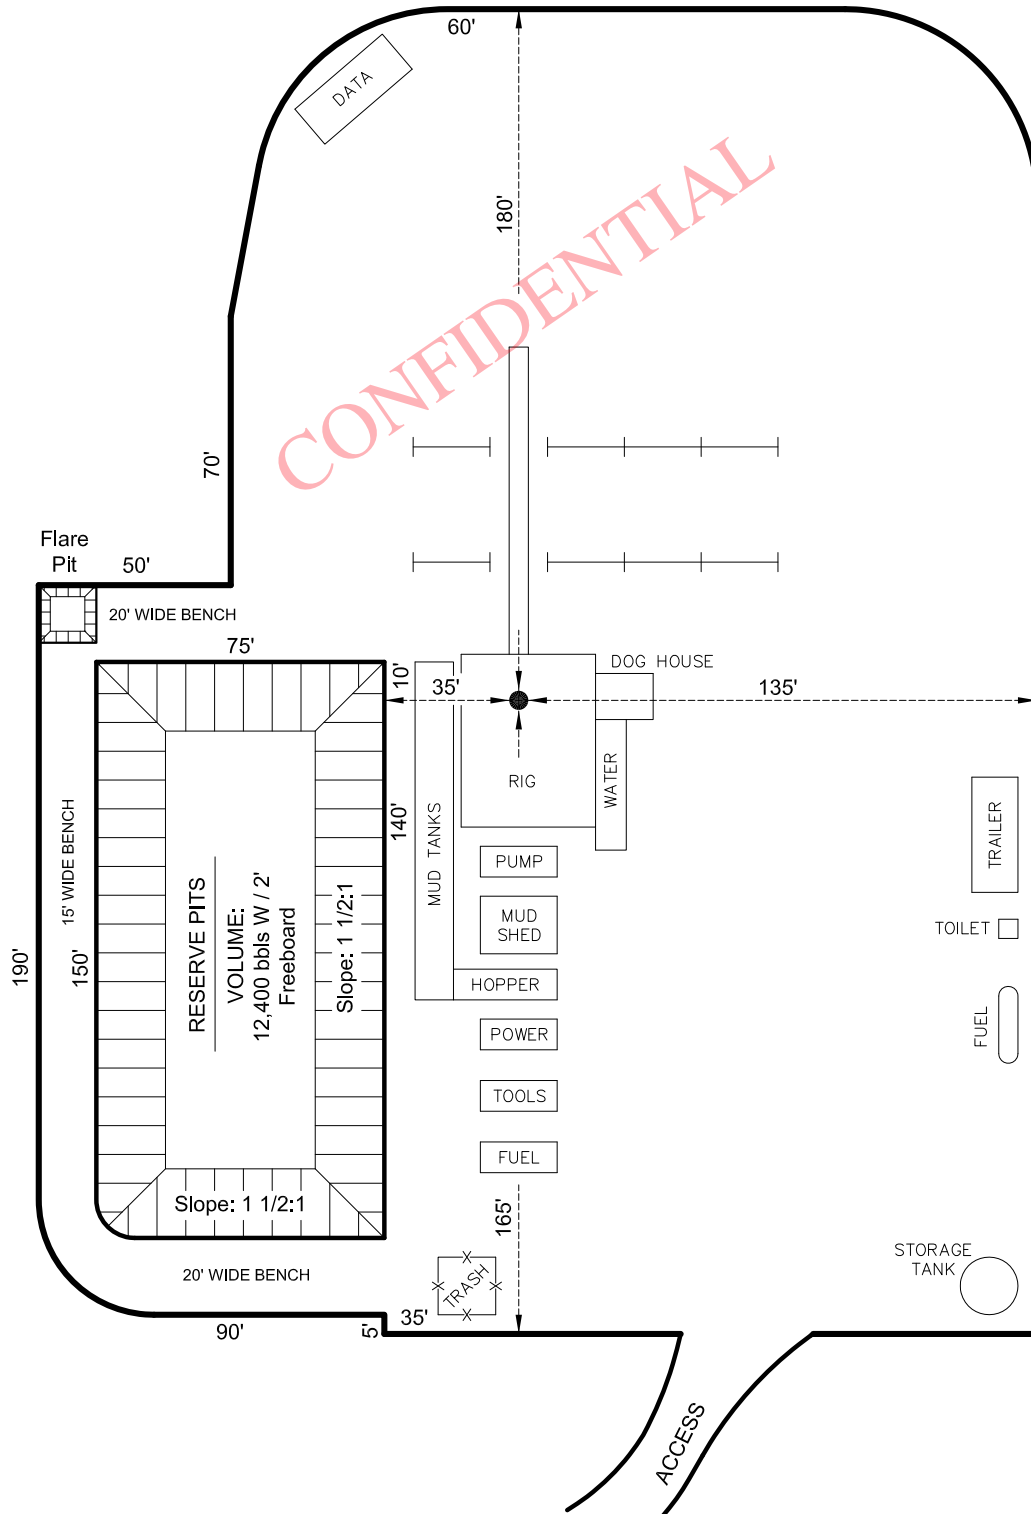 60'
DATA
180'
CONFIDENTIAL
70'
Flare
Pit
50'
20' WIDE BENCH
75'
10'
35'
DOG HOUSE
135'
RIG
WATER
MUD TANKS
140'
PUMP
MUD
SHED
HOPPER
POWER
TOOLS
FUEL
165'
TRAILER
TOILET
FUEL
STORAGE
TANK
15' WIDE BENCH
190'
150'
RESERVE PITS
VOLUME:
12,400 bbls W / 2'
Freeboard
Slope: 1 1/2:1
Slope: 1 1/2:1
20' WIDE BENCH
TRASH
90'
5'
35'
ACCESS